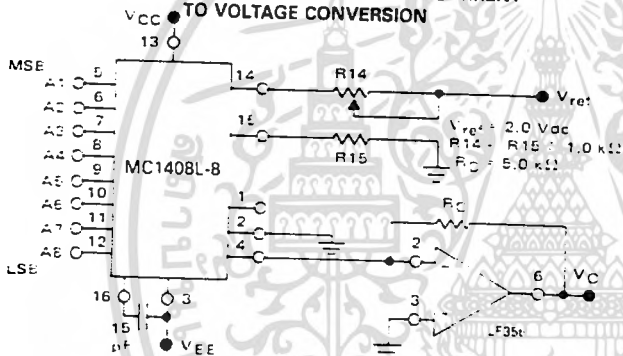 TO VOLTAGE CONVERSION
VCC
13
MSB
A1 5
A2 6
A3 7
A4 8
A5 9
A6 10
A7 11
A8 12
LSB
MC1408L-8
14
R14
Vref
15
R15
Vref = 2.0 Vdc
R14 = R15 = 1.0 kΩ
RO = 5.0 kΩ
1
2
4
RO
2
3
6
VO
16
3
15
pF
VEE